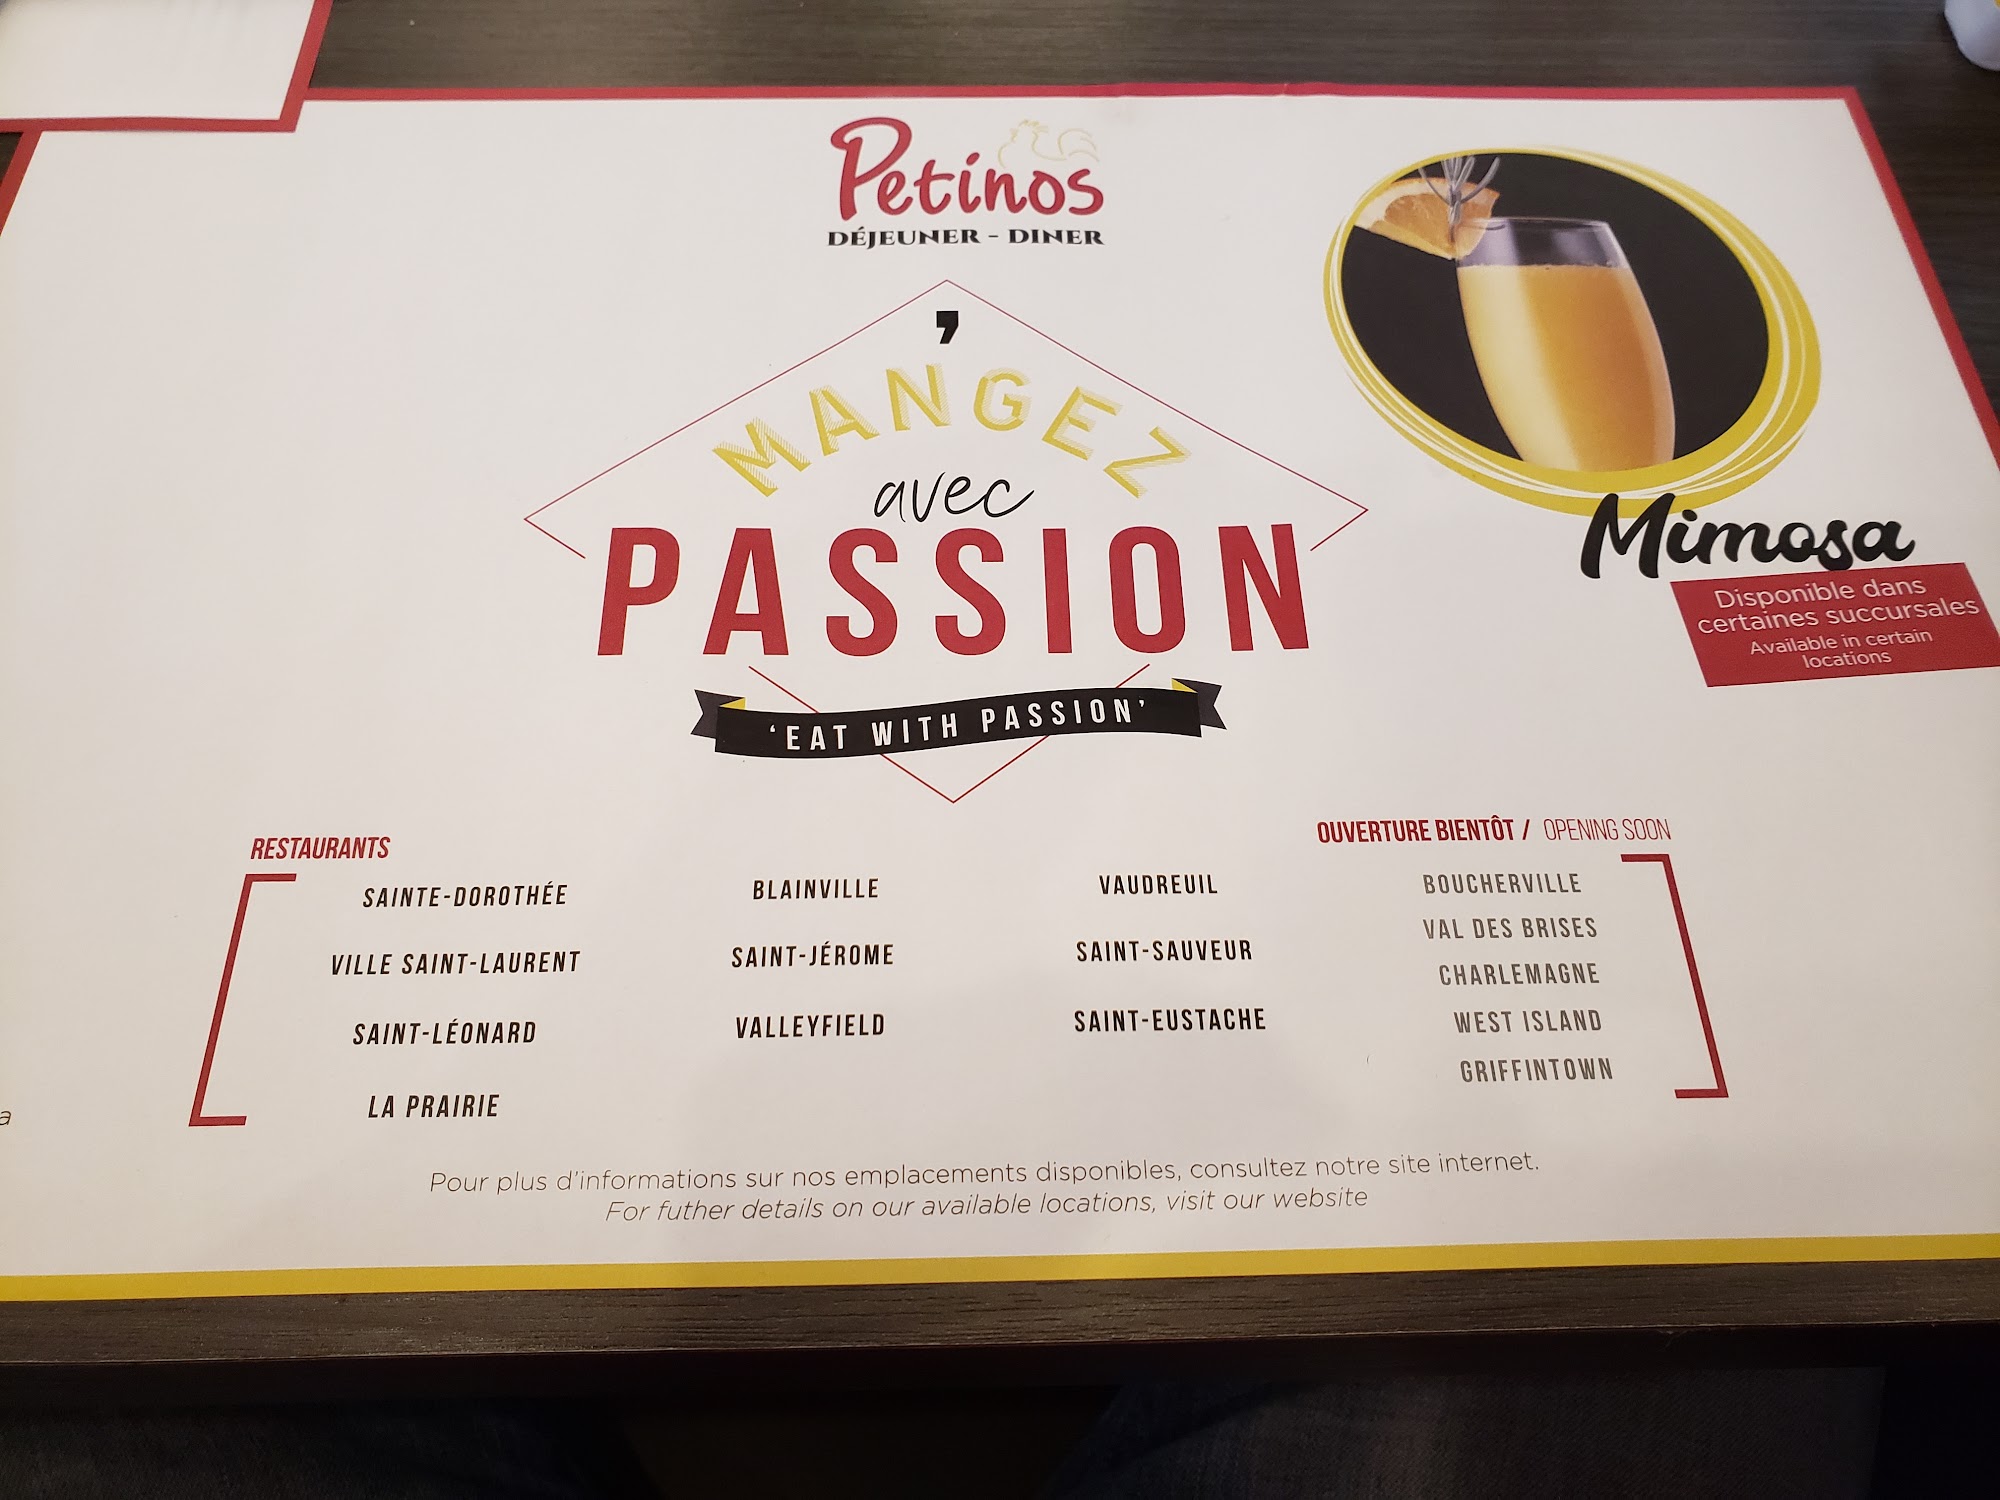 Petinos
DÉJEUNER - DINER
,
MANGEZ
avec
PASSION
'EAT WITH PASSION'
Mimosa
Disponible dans
certaines succursales
Available in certain
locations
RESTAURANTS
SAINTE-DOROTHÉE
VILLE SAINT-LAURENT
SAINT-LÉONARD
LA PRAIRIE
BLAINVILLE
SAINT-JÉROME
VALLEYFIELD
VAUDREUIL
SAINT-SAUVEUR
SAINT-EUSTACHE
OUVERTURE BIENTÔT / OPENING SOON
BOUCHERVILLE
VAL DES BRISES
CHARLEMAGNE
WEST ISLAND
GRIFFINTOWN
Pour plus d'informations sur nos emplacements disponibles, consultez notre site internet.
For futher details on our available locations, visit our website